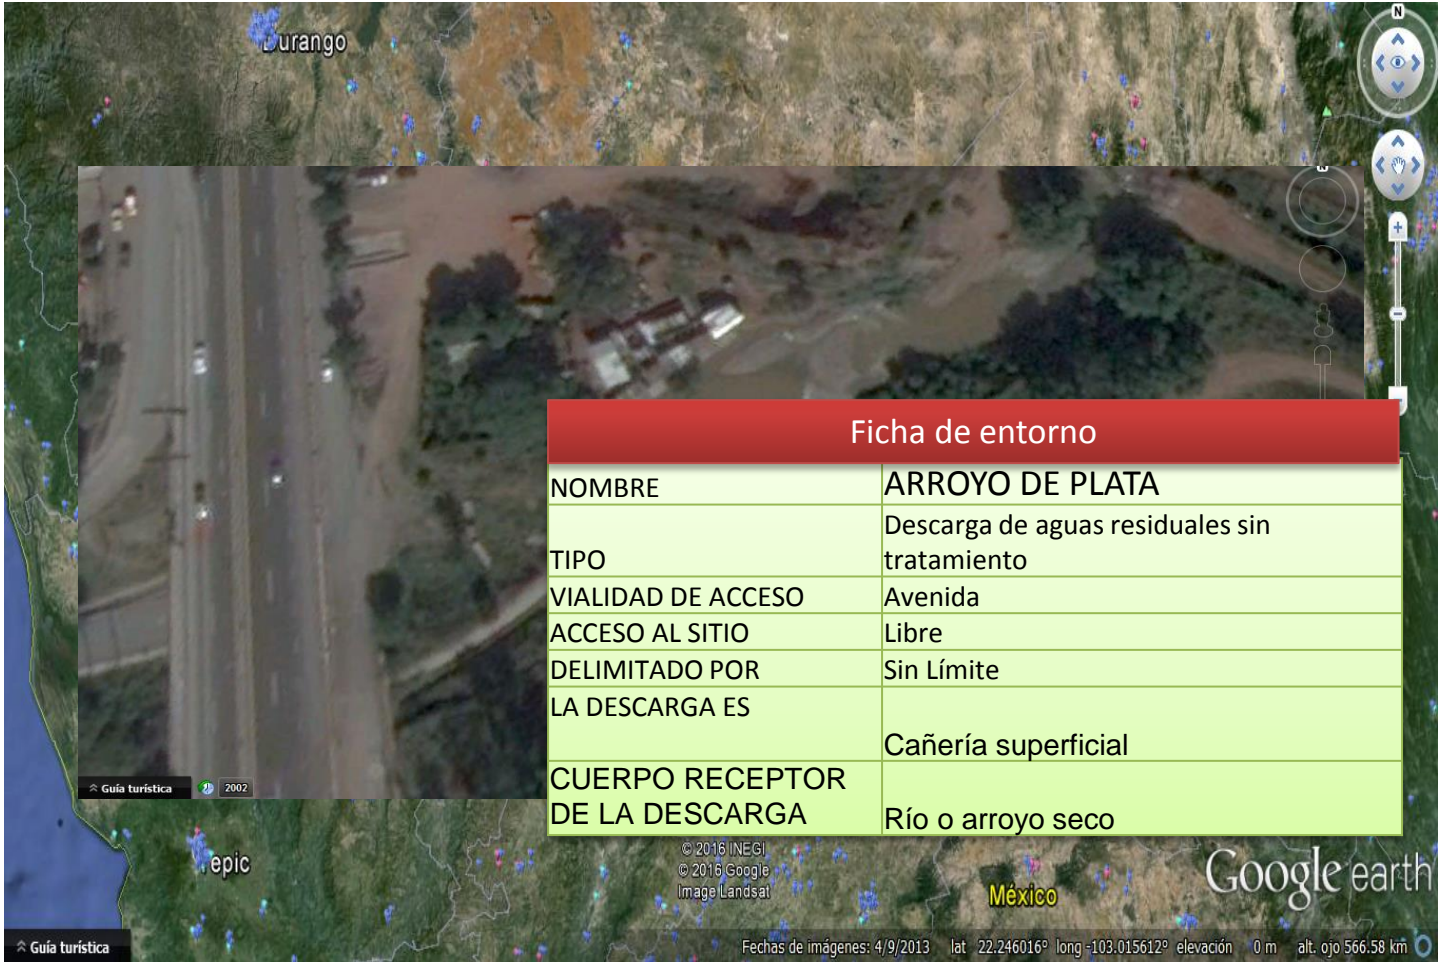 Durango
N
Ficha de entorno
NOMBRE
ARROYO DE PLATA
TIPO
Descarga de aguas residuales sin
tratamiento
VIALIDAD DE ACCESO
Avenida
ACCESO AL SITIO
Libre
DELIMITADO POR
Sin Límite
LA DESCARGA ES
Cañería superficial
CUERPO RECEPTOR
DE LA DESCARGA
Río o arroyo seco
Guía turística
2002
epic
© 2016 INEGI
© 2016 Google
Image Landsat
México
Google earth
Guía turística
Fechas de imágenes: 4/9/2013 lat 22.246016° long -103.015612° elevación 0 m alt. ojo 566.58 km